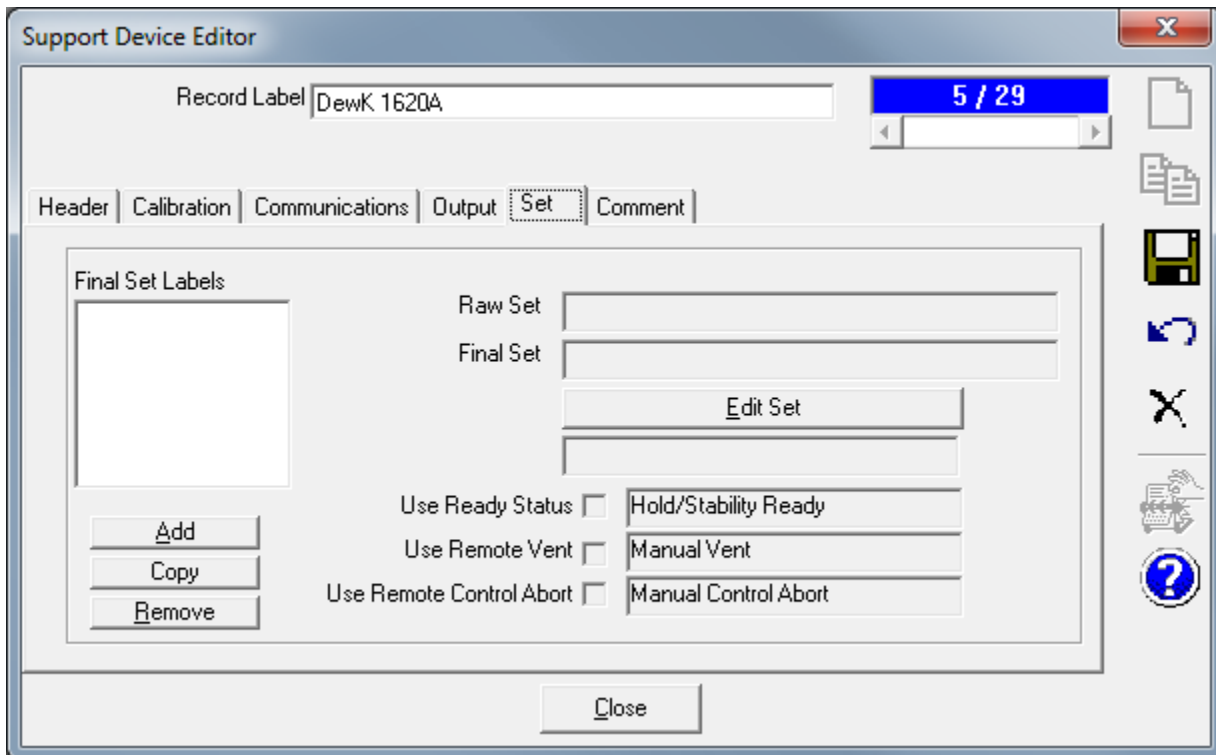 Support Device Editor
Record Label DewK 1620A
5 / 29
Header Calibration Communications Output Set Comment
Final Set Labels
Raw Set
Final Set
Edit Set
Use Ready Status Hold/Stability Ready
Use Remote Vent Manual Vent
Use Remote Control Abort Manual Control Abort
Add
Copy
Remove
?
Close